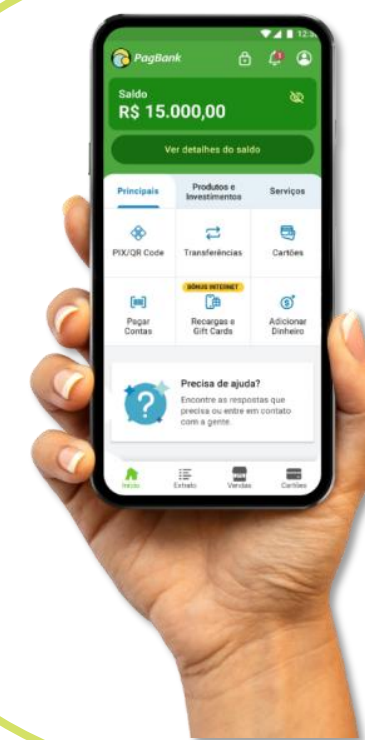 12:3
PagBank
Saldo
R$ 15.000,00
Ver detalhes do saldo
Principais
Produtos e
Investimentos
Serviços
PIX/QR Code
Transferências
Cartões
BÔNUS INTERNET
Pagar
Contas
Recargas e
Gift Cards
Adicionar
Dinheiro
Precisa de ajuda?
Encontre as respostas que
precisa ou entre em contato
com a gente.
Início
Extrato
Vendas
Cartões